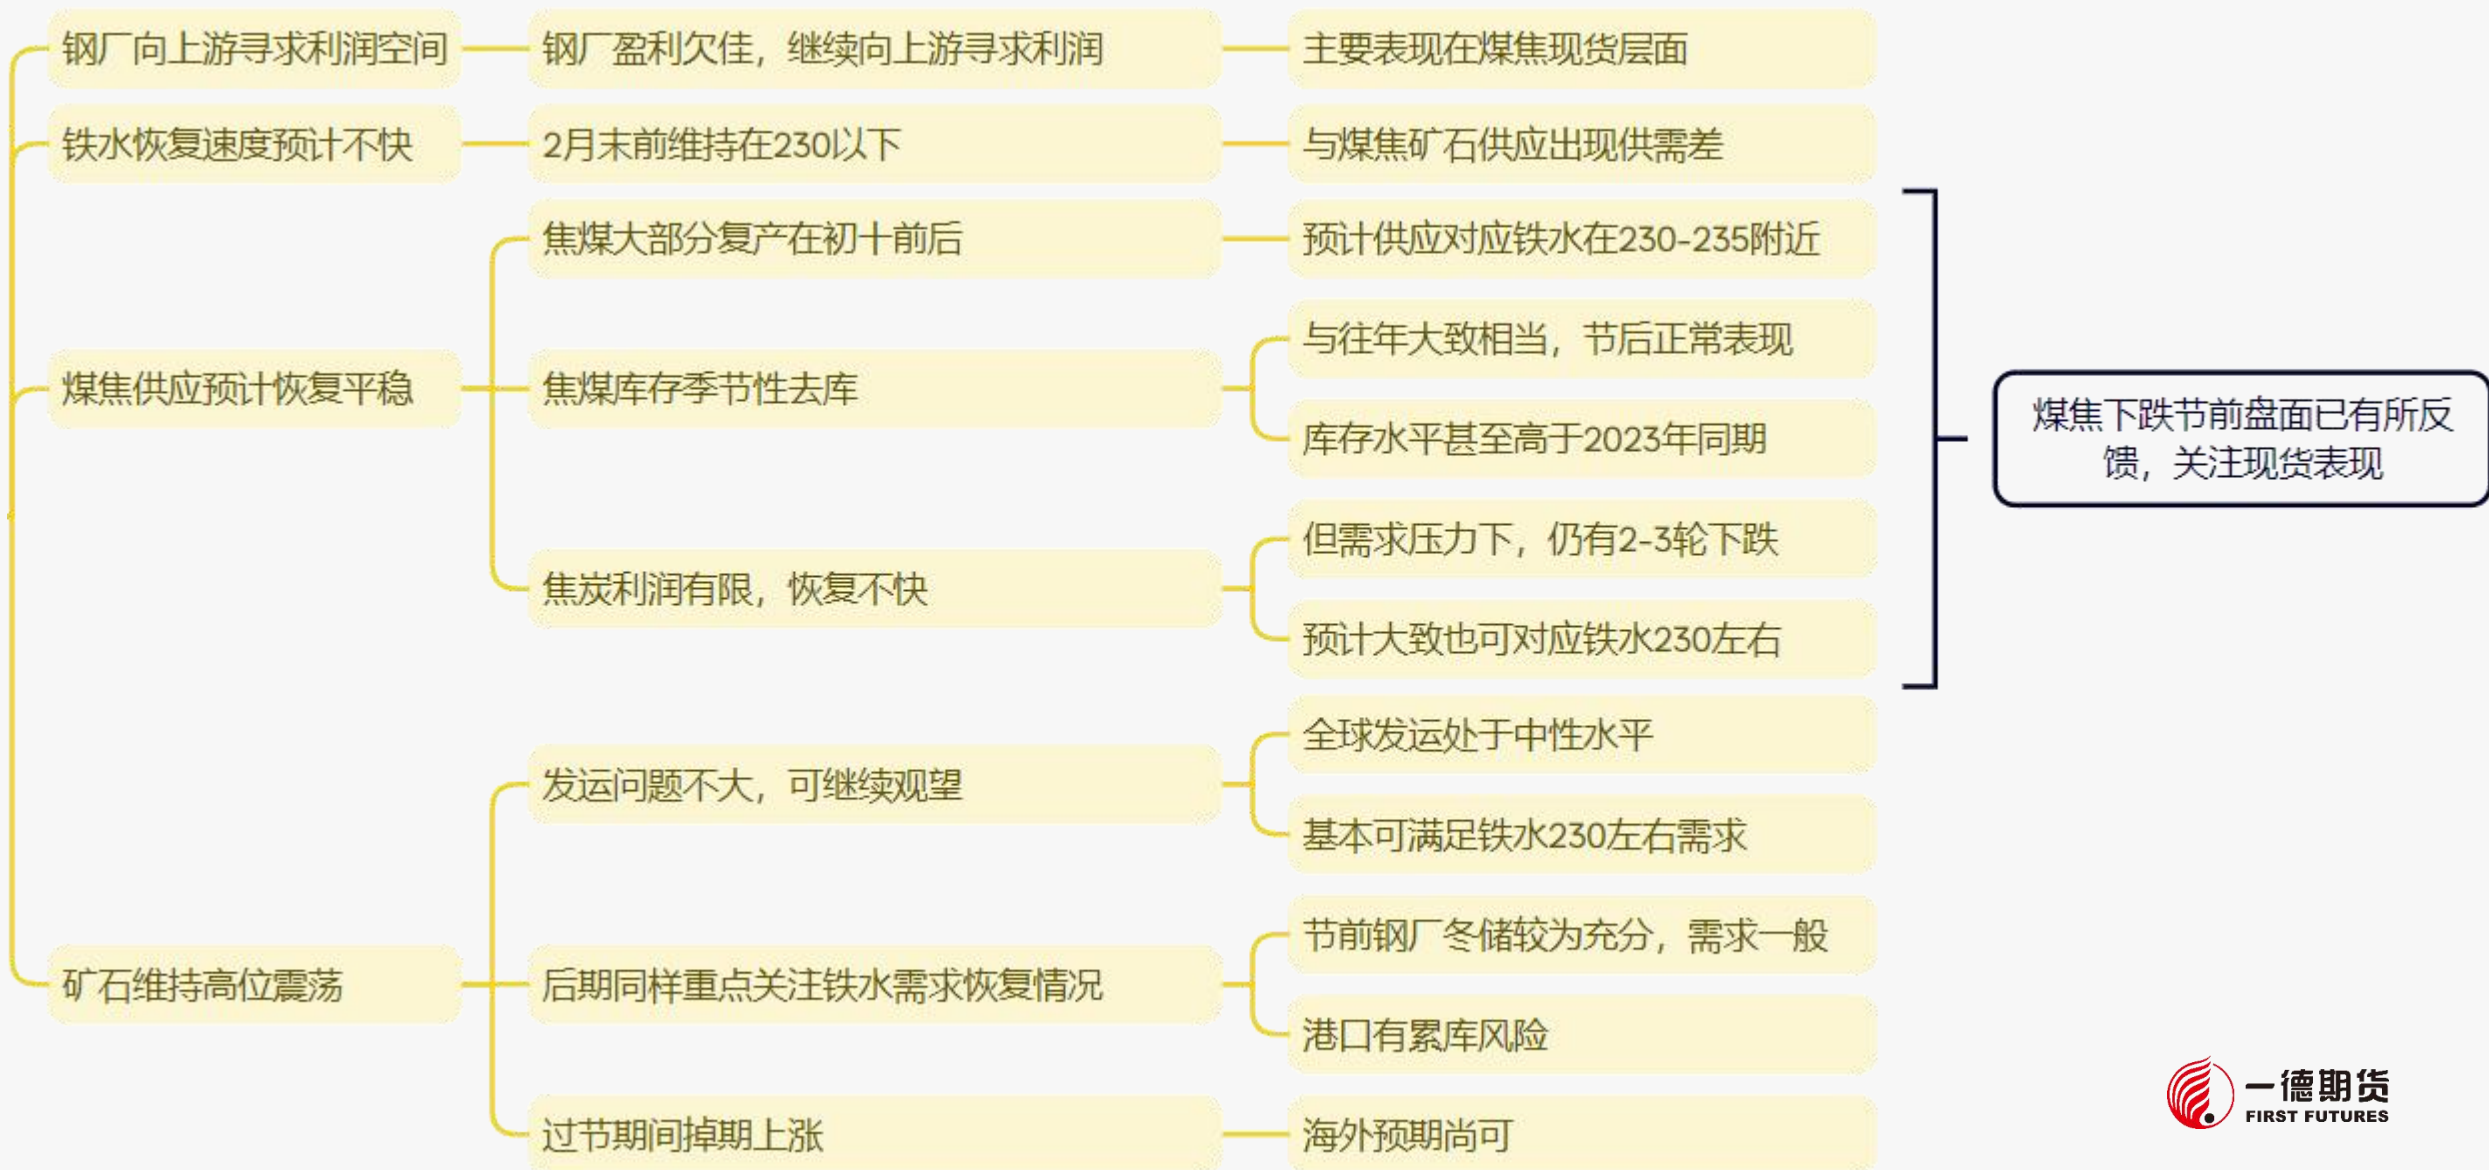 钢厂向上游寻求利润空间
钢厂盈利欠佳，继续向上游寻求利润
主要表现在煤焦现货层面
铁水恢复速度预计不快
2月末前维持在230以下
与煤焦矿石供应出现供需差
煤焦供应预计恢复平稳
焦煤大部分复产在初十前后
预计供应对应铁水在230-235附近
焦煤库存季节性去库
与往年大致相当，节后正常表现
库存水平甚至高于2023年同期
焦炭利润有限，恢复不快
但需求压力下，仍有2-3轮下跌
预计大致也可对应铁水230左右
煤焦下跌节前盘面已有所反
馈，关注现货表现
矿石维持高位震荡
发运问题不大，可继续观望
全球发运处于中性水平
基本可满足铁水230左右需求
后期同样重点关注铁水需求恢复情况
节前钢厂冬储较为充分，需求一般
港口有累库风险
过节期间掉期上涨
海外预期尚可
一德期货
FIRST FUTURES